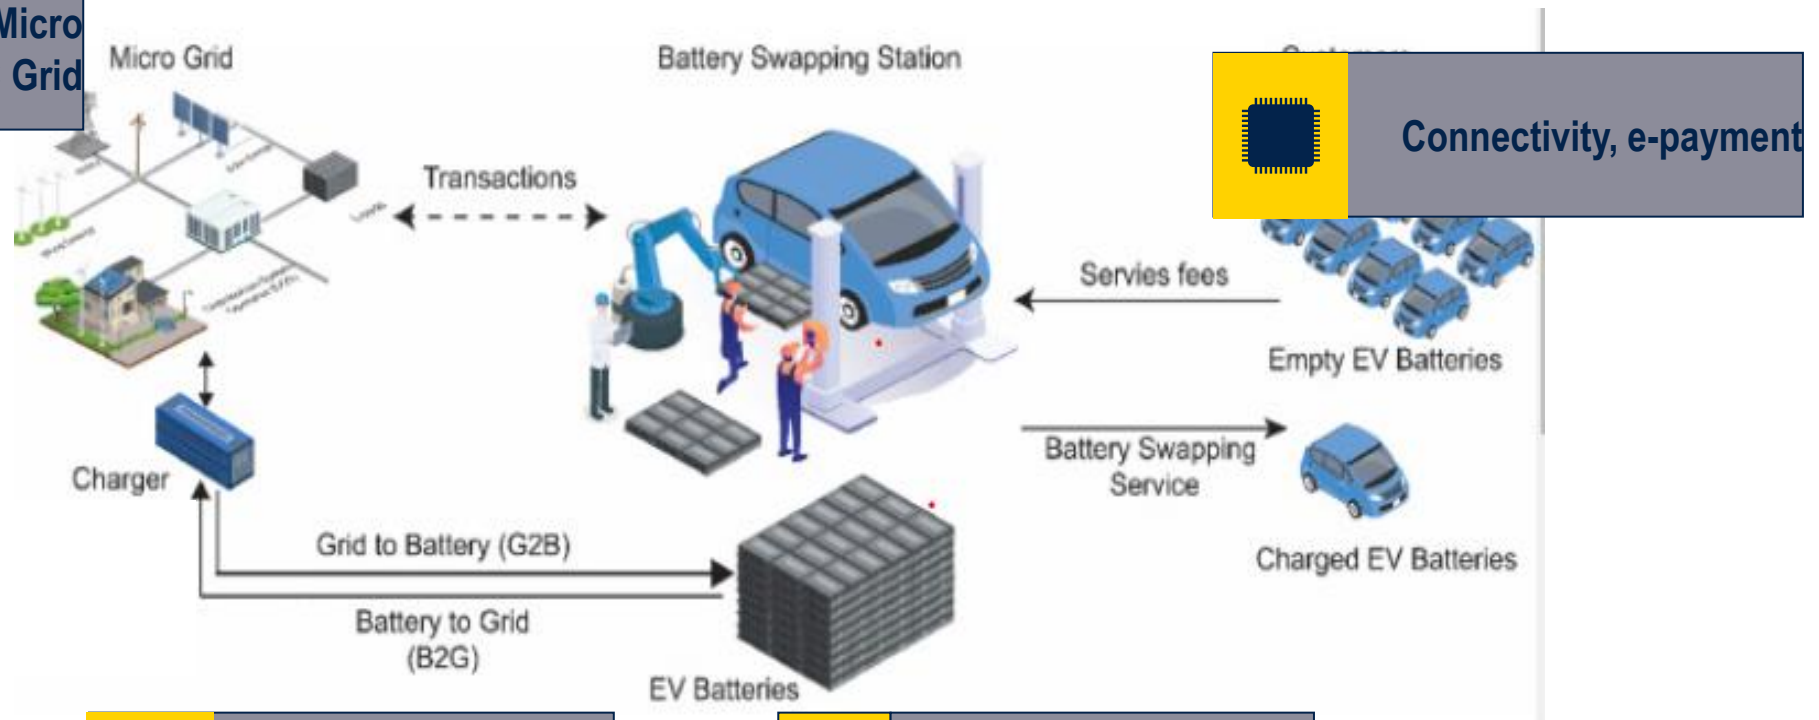 Micro
Grid
Micro Grid
Battery Swapping Station
Connectivity, e-payment
Transactions
Servies fees
Empty EV Batteries
Battery Swapping
Service
Charger
Grid to Battery (G2B)
Charged EV Batteries
Battery to Grid
(B2G)
EV Batteries